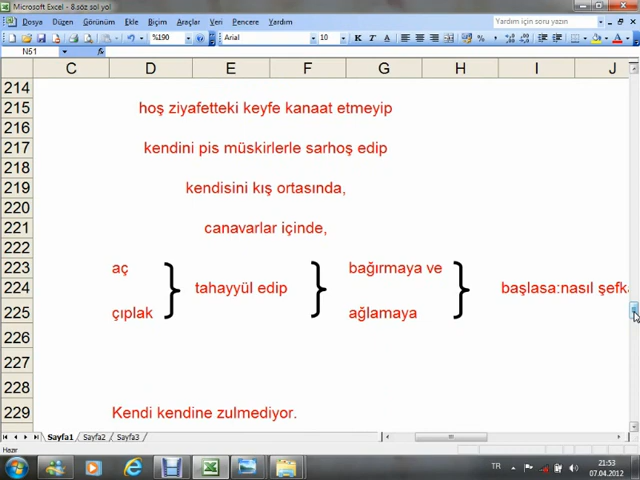 Microsoft Excel - 8.söz sol yol
Dosya Düzen Görünüm Ekle Biçim Araçlar Veri Pencere Yardım
Yardım için soru yazın
%190 Arial 10 K T A
N51 fx
C D E F G H I J
214
215 hoş ziyafetteki keyfe kanaat etmeyip
216
217 kendini pis müskirlerle sarhoş edip
218
219 kendisini kış ortasında,
220
221 canavarlar içinde,
222
223 aç bağırmaya ve
224 tahayyül edip başlasa:nasıl şefka
225 çıplak ağlamaya
226
227
228
229 Kendi kendine zulmediyor.
Sayfa1 Sayfa2 Sayfa3
Hazır
TR 21:53
07.04.2012